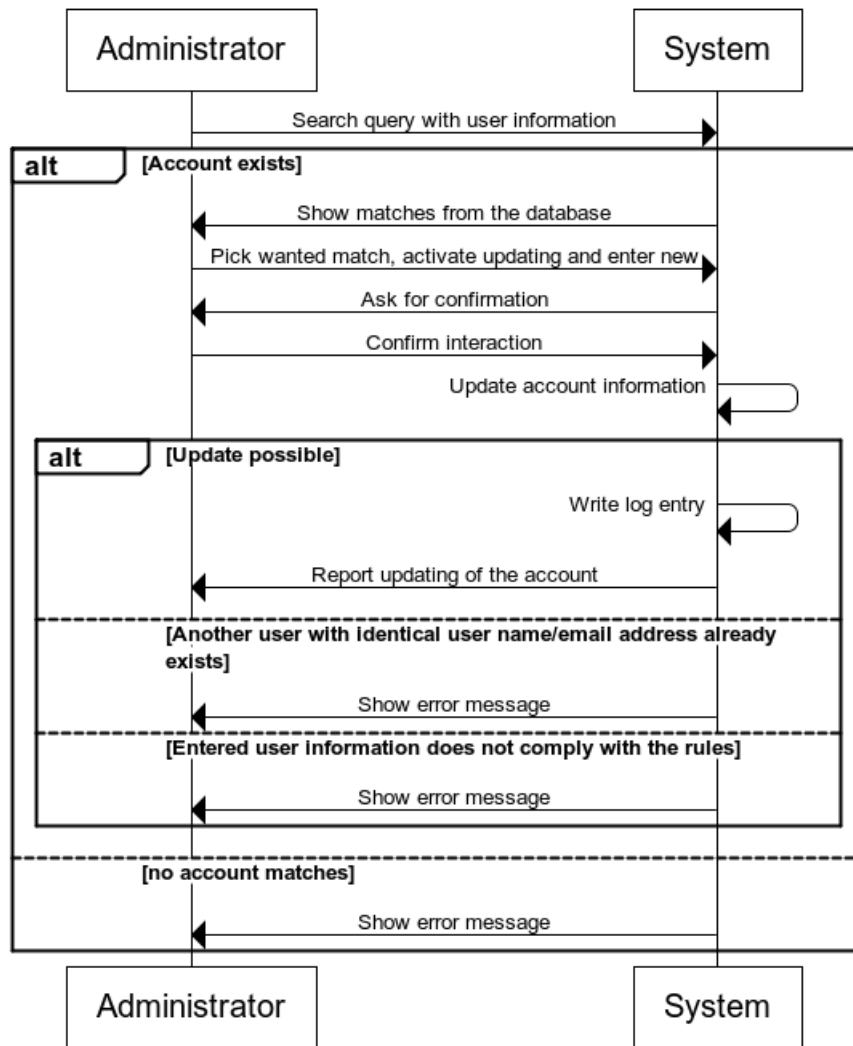 Administrator
System
Search query with user information
alt
[Account exists]
Show matches from the database
Pick wanted match, activate updating and enter new
Ask for confirmation
Confirm interaction
Update account information
alt
[Update possible]
Write log entry
Report updating of the account
[Another user with identical user name/email address already
exists]
Show error message
[Entered user information does not comply with the rules]
Show error message
[no account matches]
Show error message
Administrator
System